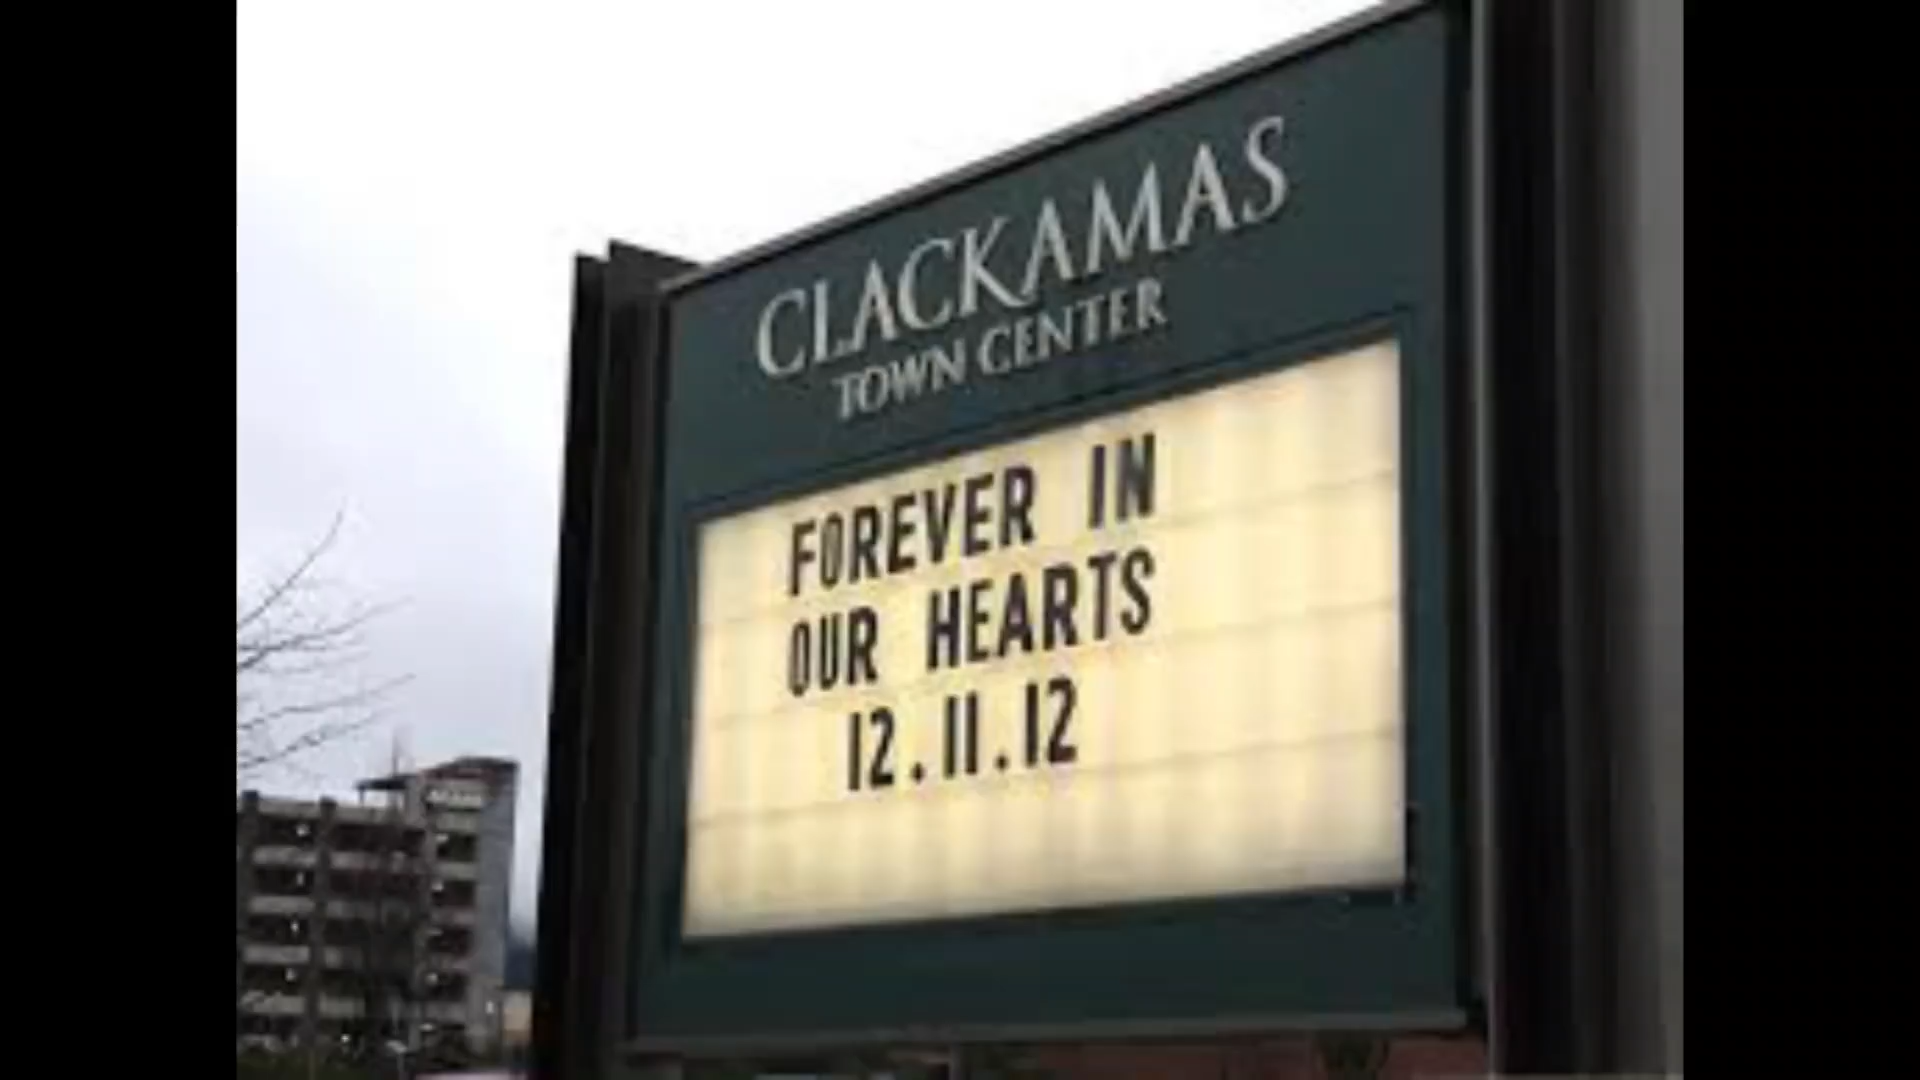 CLACKAMAS
TOWN CENTER
FOREVER IN
OUR HEARTS
12.11.12